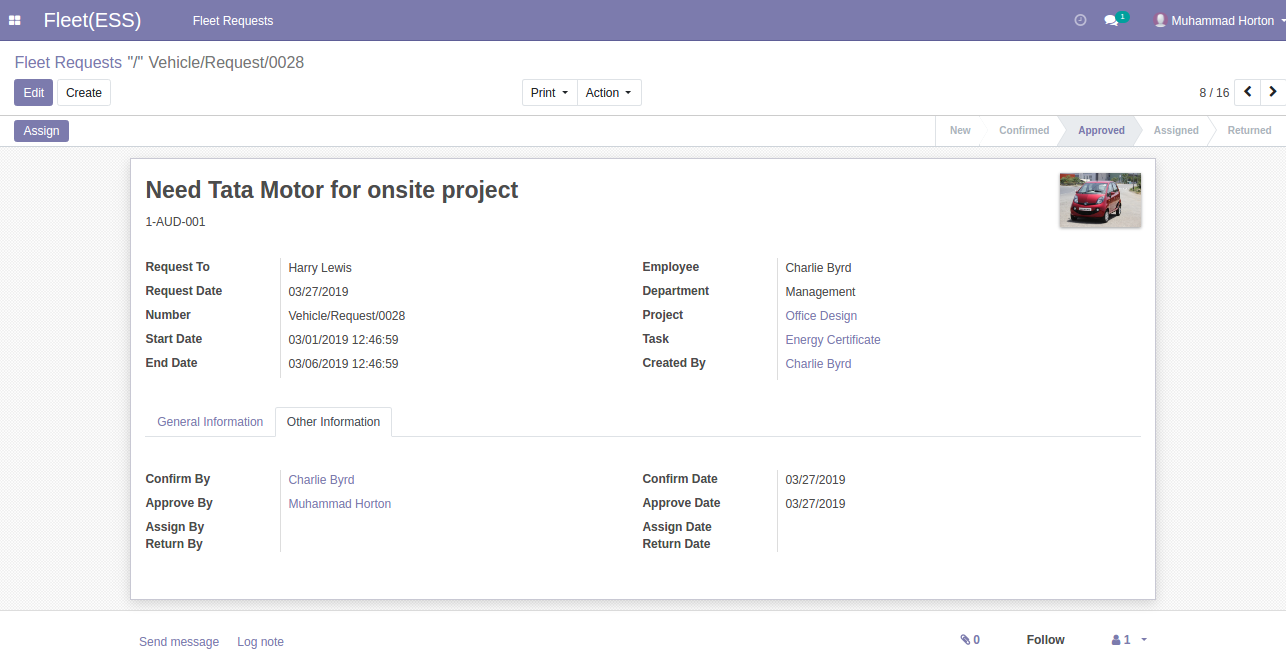 Fleet(ESS) Fleet Requests 1 Muhammad Horton
Fleet Requests "/" Vehicle/Request/0028
Edit Create Print Action 8 / 16
Assign New Confirmed Approved Assigned Returned
Need Tata Motor for onsite project
1-AUD-001
Request To Harry Lewis Employee Charlie Byrd
Request Date 03/27/2019 Department Management
Number Vehicle/Request/0028 Project Office Design
Start Date 03/01/2019 12:46:59 Task Energy Certificate
End Date 03/06/2019 12:46:59 Created By Charlie Byrd
General Information Other Information
Confirm By Charlie Byrd Confirm Date 03/27/2019
Approve By Muhammad Horton Approve Date 03/27/2019
Assign By Assign Date
Return By Return Date
Send message Log note 0 Follow 1